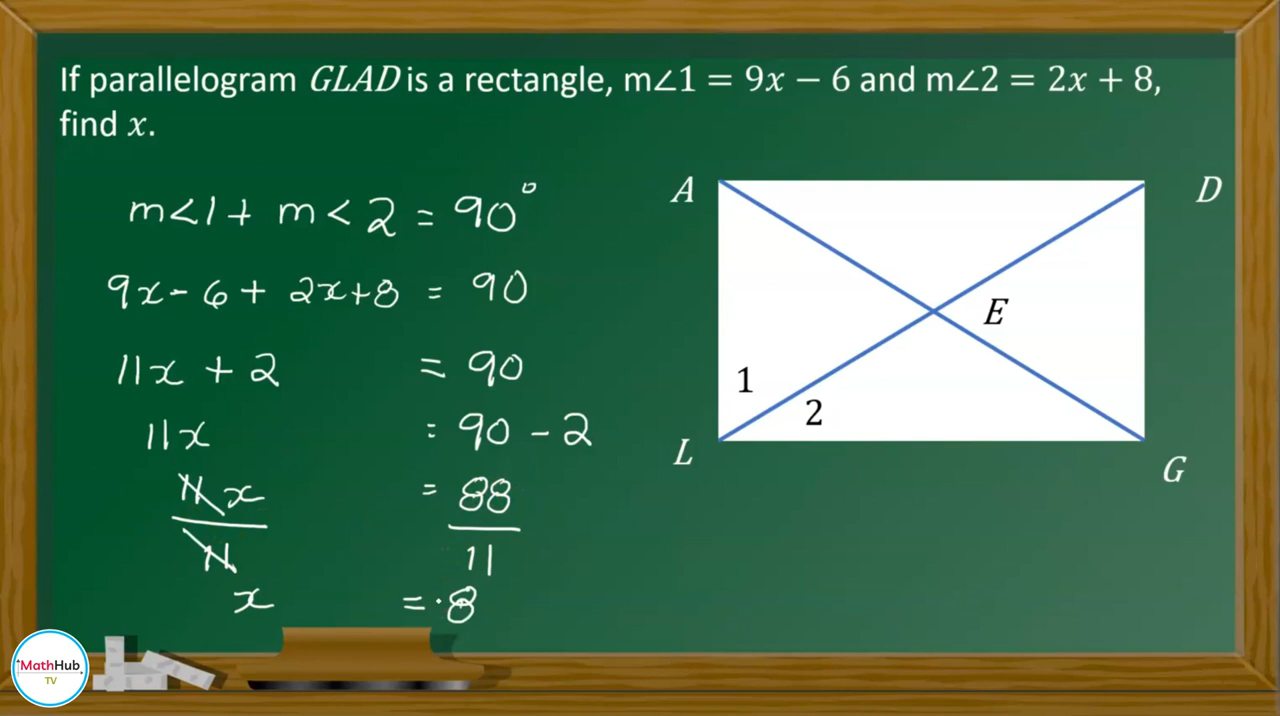 If parallelogram GLAD is a rectangle, m∠1 = 9x − 6 and m∠2 = 2x + 8,
find x.
m<1 + m<2 = 90°
9x - 6 + 2x + 8 = 90
11x + 2 = 90
11x = 90 - 2
11x = 88
11 11
x = 8
A
D
E
1
2
L
G
MathHub
TV